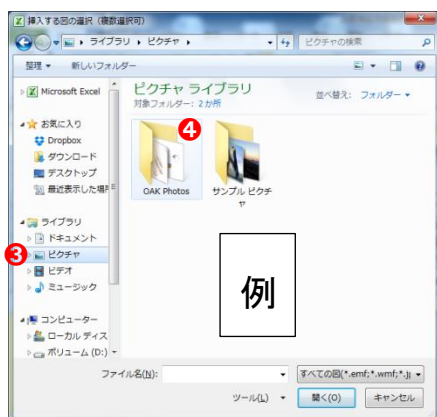 挿入する図の選択（複数選択可）
ライブラリ ▸ ピクチャ ▸
ピクチャの検索
整理 ▾ 新しいフォルダー
Microsoft Excel
お気に入り
Dropbox
ダウンロード
デスクトップ
最近表示した場所
ライブラリ
ドキュメント
❸ ピクチャ
ビデオ
ミュージック
コンピューター
ローカル ディス
ボリューム (D:)
ピクチャ ライブラリ
対象フォルダー: 2 か所
並べ替え: フォルダー ▾
❹
OAK Photos
サンプル ピクチ
ャ
例
ファイル名(N):
すべての図(*.emf;*.wmf;*.j
ツール(L)
開く(O)
キャンセル